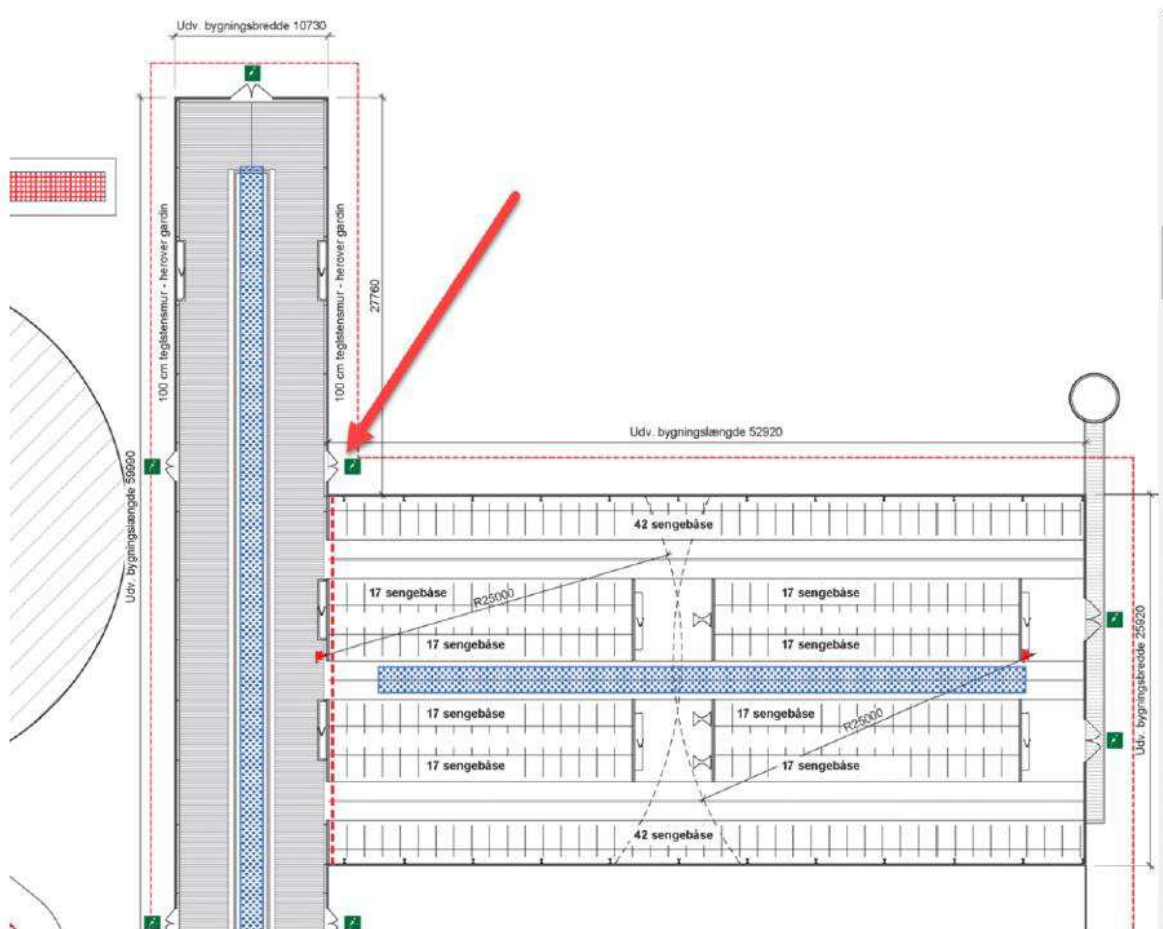 Udv. bygningsbredde 10730
100 cm teglstensmur - herover gardin
100 cm teglstensmur - herover gardin
27760
Udv. bygningslængde 52920
Udv. bygningslængde 59990
42 sengebåse
R25000
17 sengebåse
17 sengebåse
17 sengebåse
17 sengebåse
Udv. bygningsbredde 25920
17 sengebåse
17 sengebåse
R25000
17 sengebåse
17 sengebåse
42 sengebåse